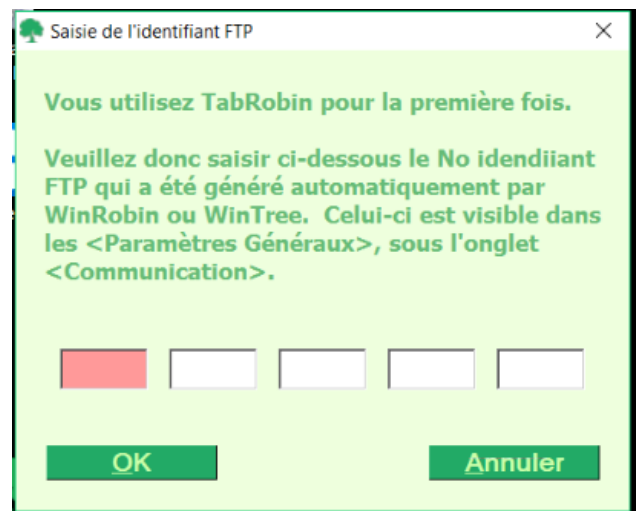 Saisie de l'identifiant FTP
Vous utilisez TabRobin pour la première fois.
Veuillez donc saisir ci-dessous le No idendiiant
FTP qui a été généré automatiquement par
WinRobin ou WinTree. Celui-ci est visible dans
les <Paramètres Généraux>, sous l'onglet
<Communication>.
OK
Annuler